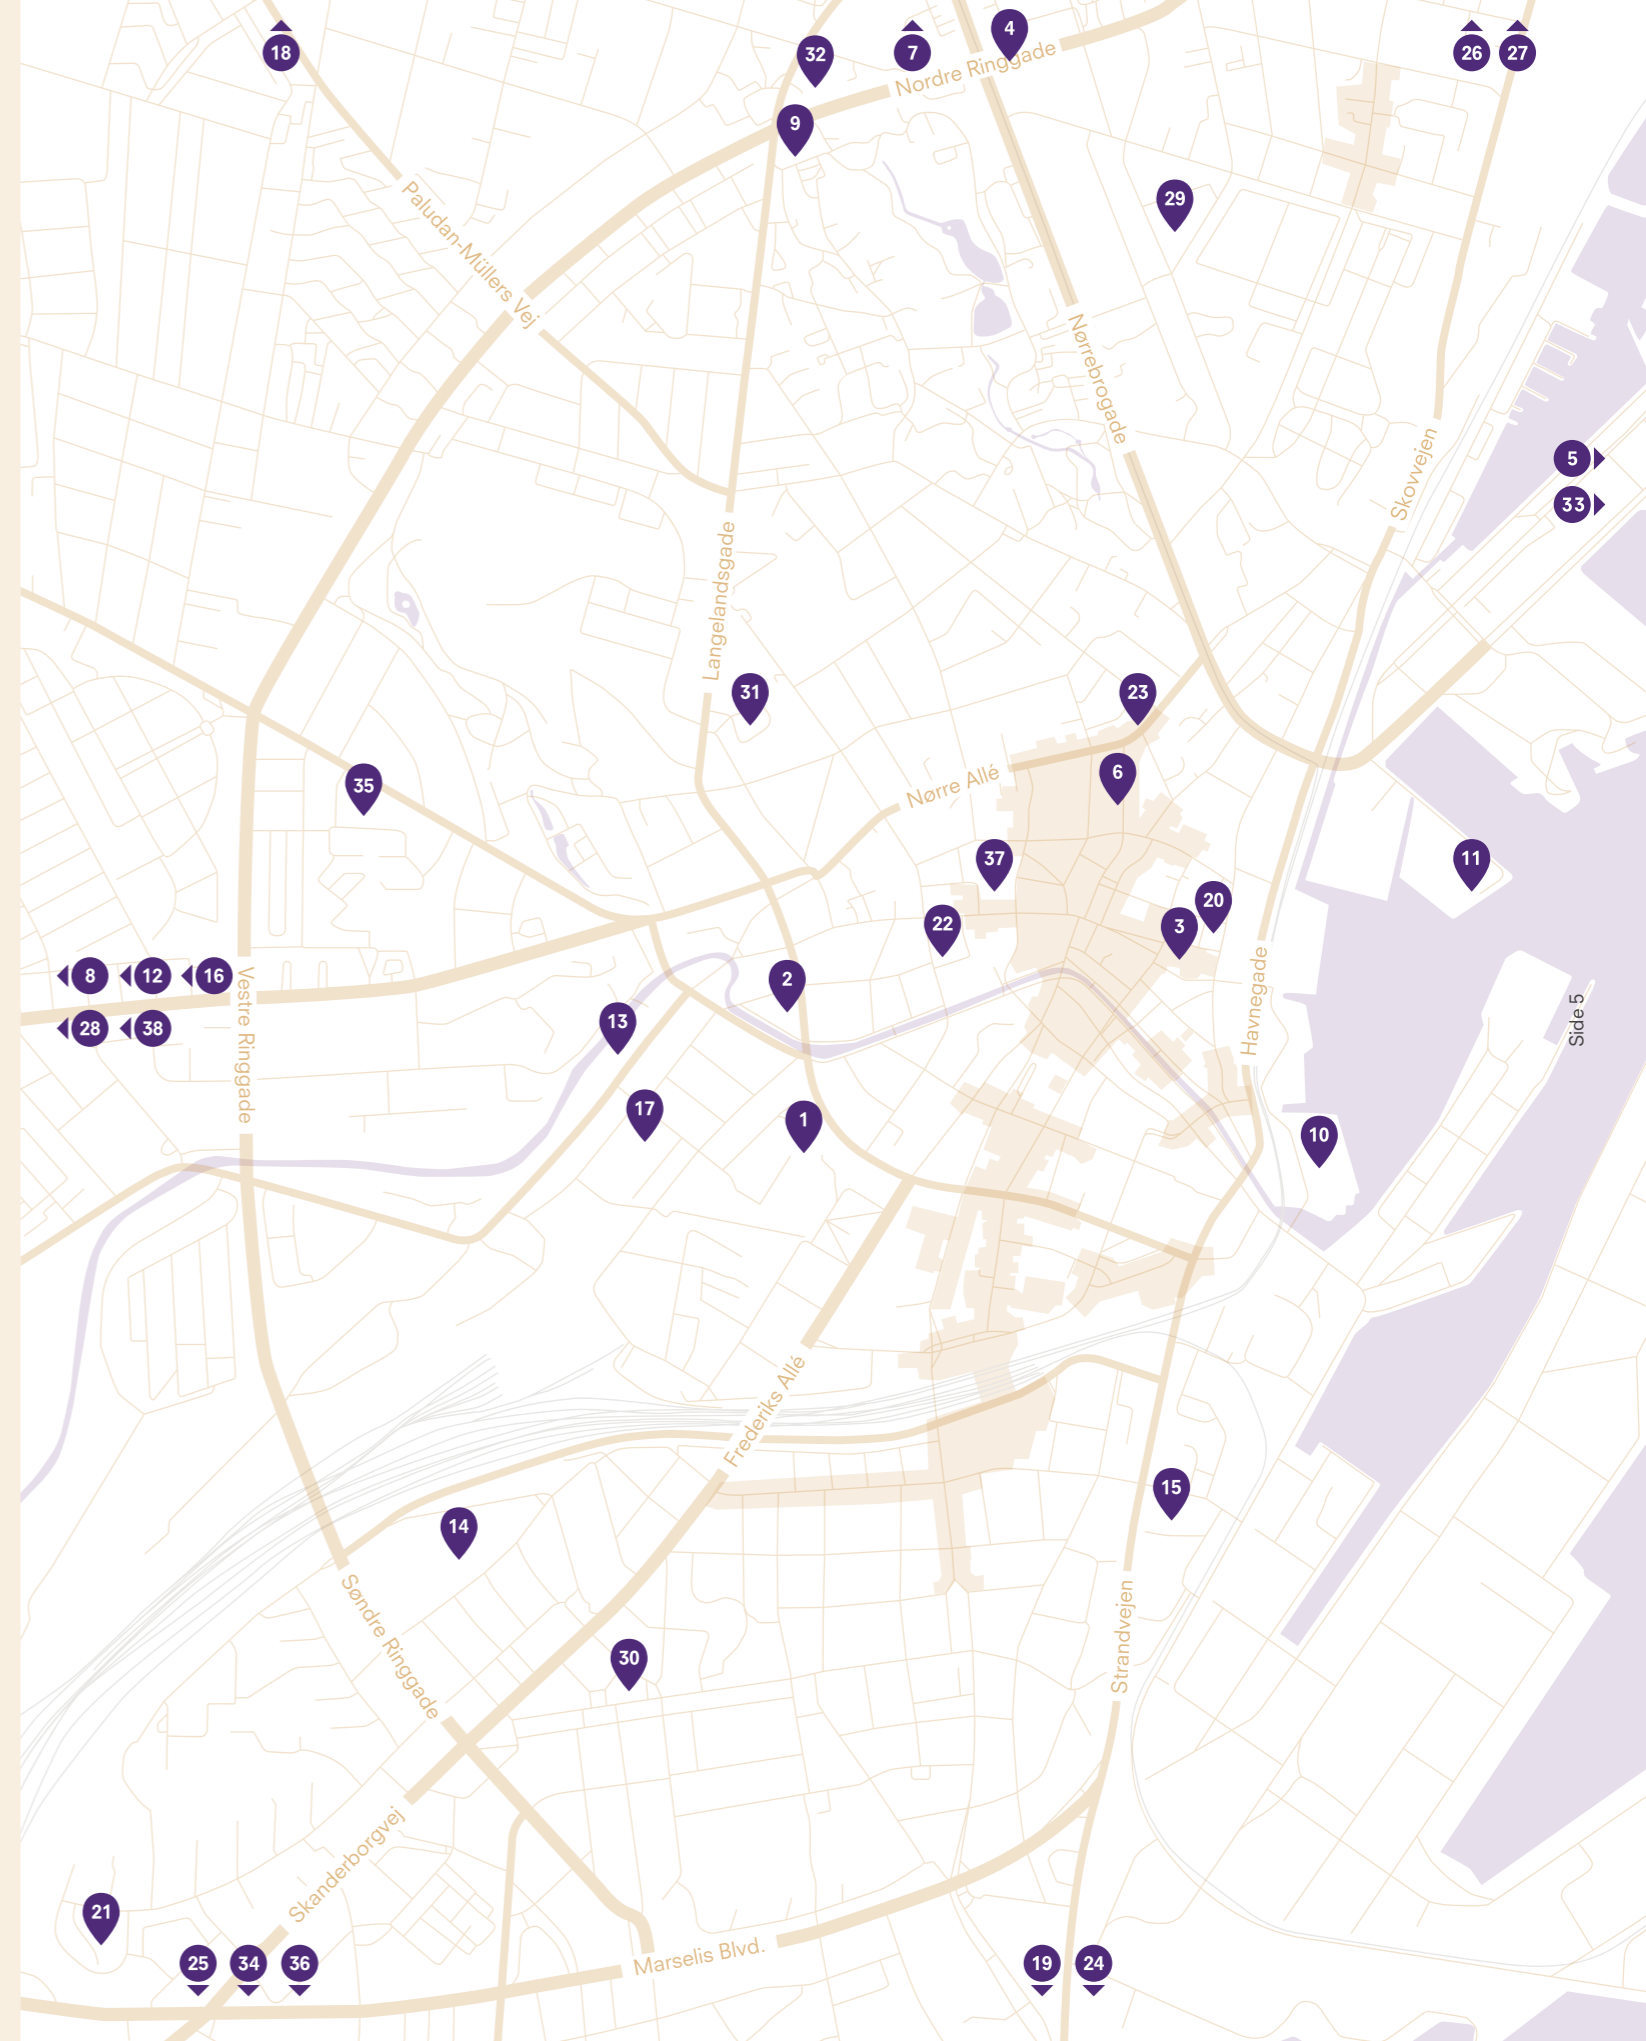 4
18
32
7
26
27
Nordre Ringgade
9
29
Paludan-Müllers Vej
Nørrebrogade
Skovvejen
5
33
Langelandsgade
31
23
Nørre Allé
6
35
37
11
20
22
3
8
12
16
2
Havnegade
Side 5
13
28
38
Vestre Ringgade
17
1
10
Frederiks Allé
15
14
Søndre Ringgade
Strandvejen
30
Skanderborgvej
21
Marselis Blvd.
25
34
36
19
24